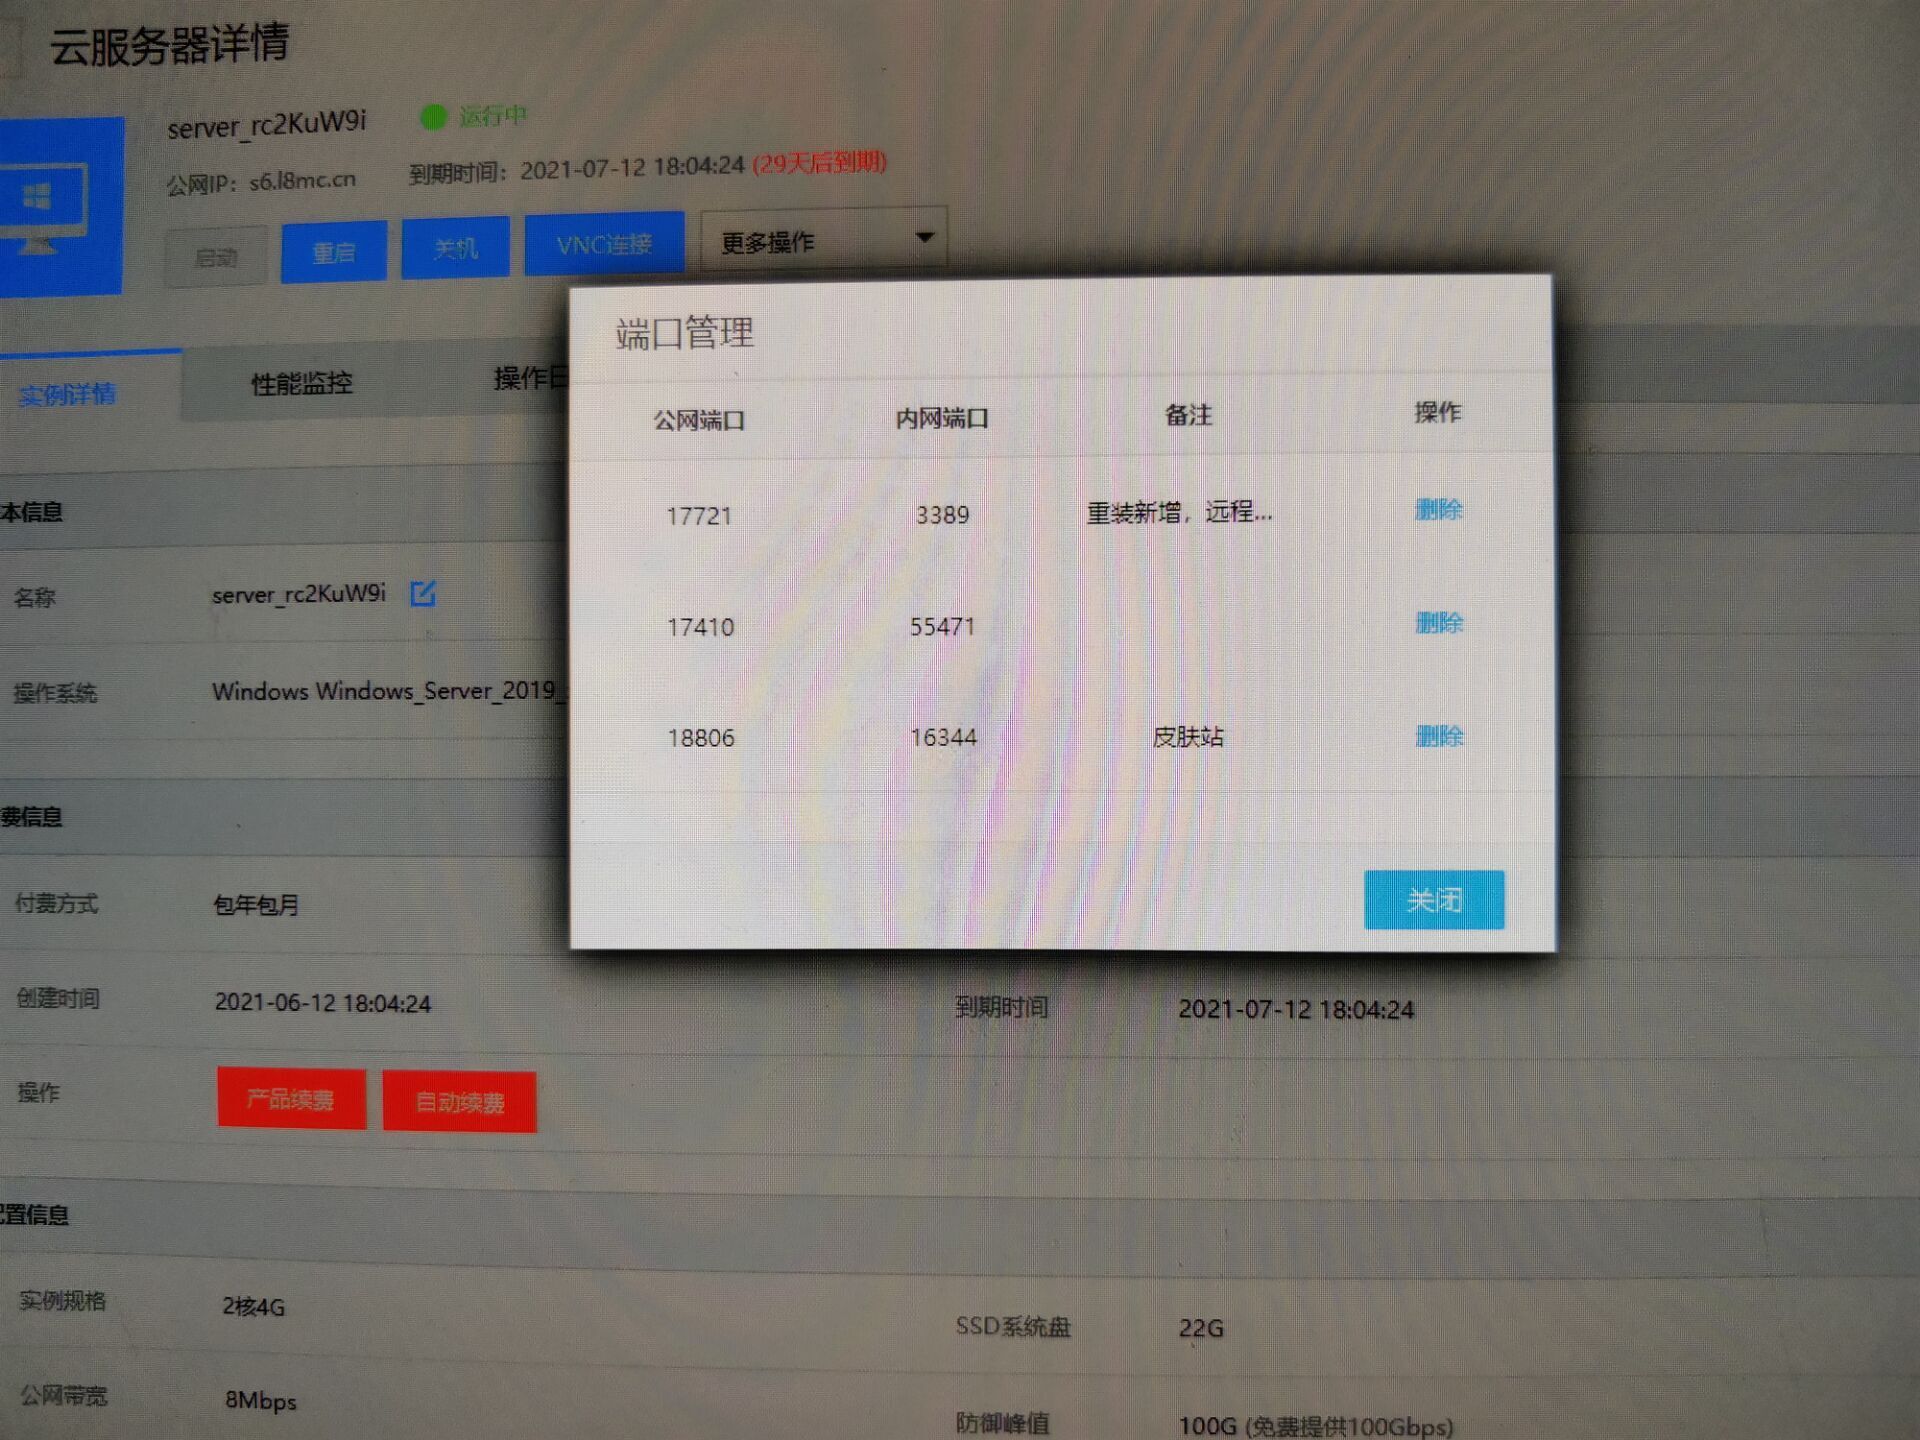 云服务器详情
server_rc2KuW9i 运行中
公网IP：s6.l8mc.cn 到期时间：2021-07-12 18:04:24 (29天后到期)
启动 重启 关机 VNC连接 更多操作
实例详情 性能监控 操作日
端口管理
公网端口 内网端口 备注 操作
17721 3389 重装新增，远程... 删除
17410 55471 删除
18806 16344 皮肤站 删除
关闭
本信息
名称 server_rc2KuW9i
操作系统 Windows Windows_Server_2019_
费信息
付费方式 包年包月
创建时间 2021-06-12 18:04:24 到期时间 2021-07-12 18:04:24
操作 产品续费 自动续费
配置信息
实例规格 2核4G SSD系统盘 22G
公网带宽 8Mbps 防御峰值 100G (免费提供100Gbps)